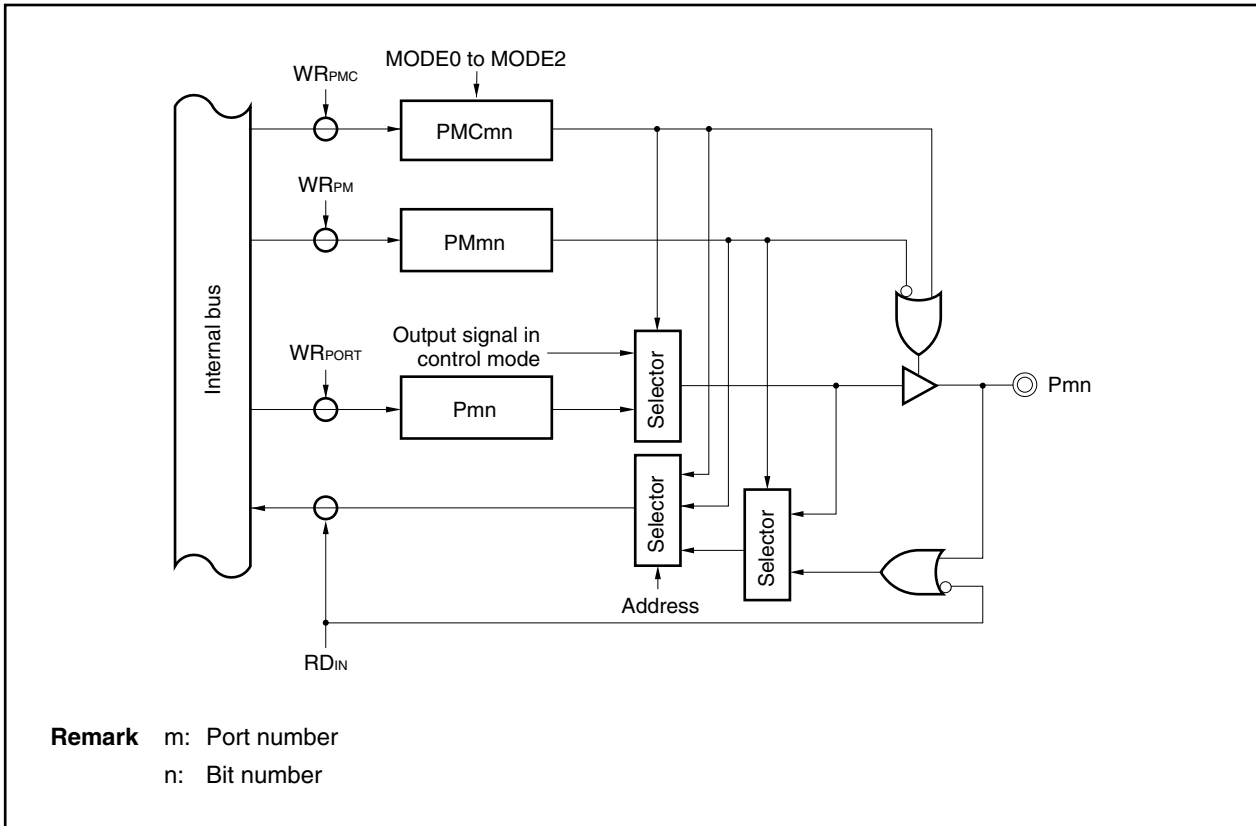 MODE0 to MODE2
WRPMC
PMCmn
WRPM
PMmn
Internal bus
Output signal in
control mode
WRPORT
Pmn
Selector
Pmn
Selector
Selector
Address
RDIN
Remark m: Port number
n: Bit number